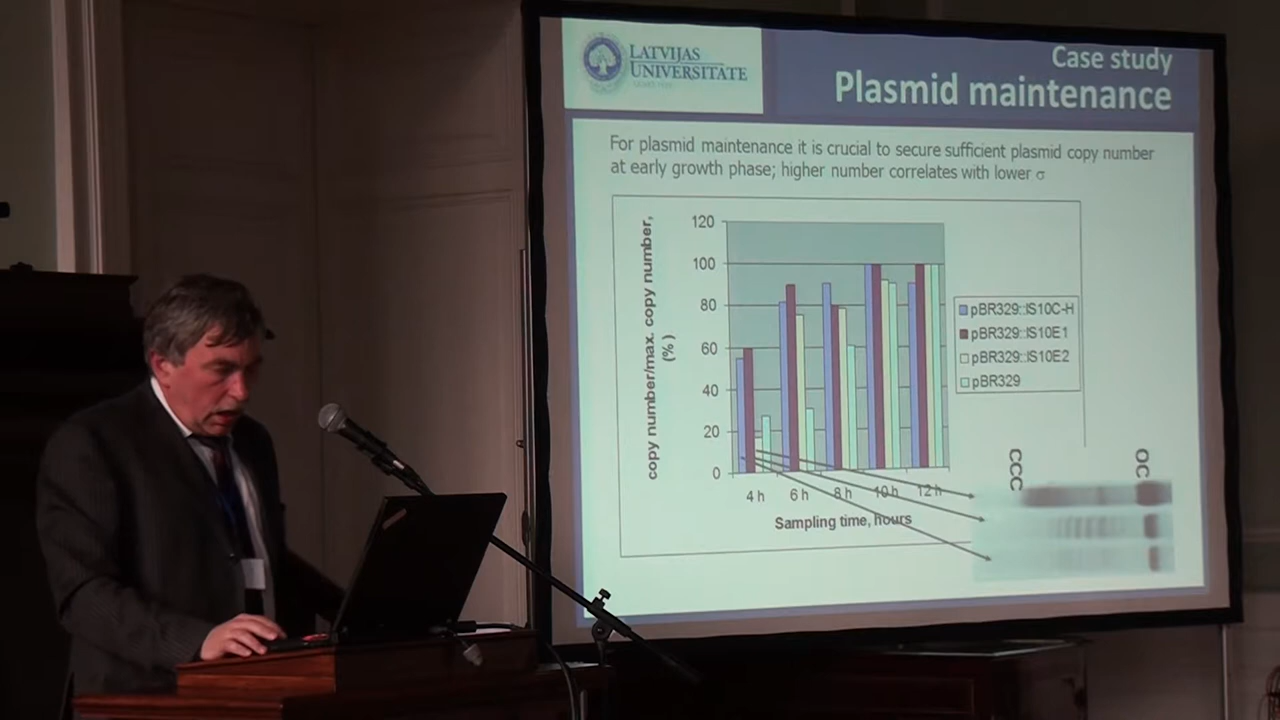 LATVIJAS
UNIVERSITATE
Case study
Plasmid maintenance
For plasmid maintenance it is crucial to secure sufficient plasmid copy number
at early growth phase; higher number correlates with lower σ
copy number/max. copy number,
(%)
120
100
80
60
40
20
0
4 h 6 h 8 h 10 h 12 h
Sampling time, hours
pBR329::IS10C-H
pBR329::IS10E1
pBR329::IS10E2
pBR329
CCC
OC